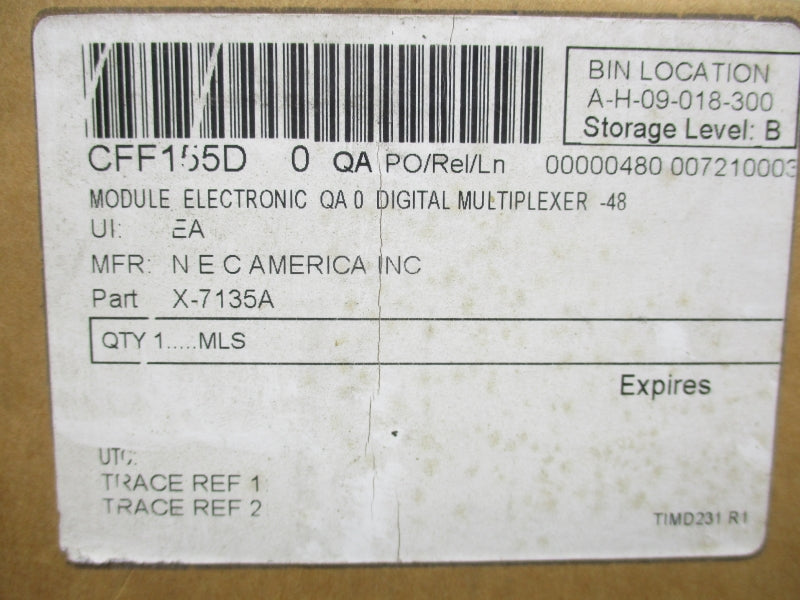 BIN LOCATION
A-H-09-018-300
Storage Level: B
CFF155D 0 QA PO/Rel/Ln 00000480 007210003
MODULE ELECTRONIC QA 0 DIGITAL MULTIPLEXER -48
UI: EA
MFR: N E C AMERICA INC
Part X-7135A
QTY 1.....MLS
Expires
UTC:
TRACE REF 1
TRACE REF 2
TIMD231 R1